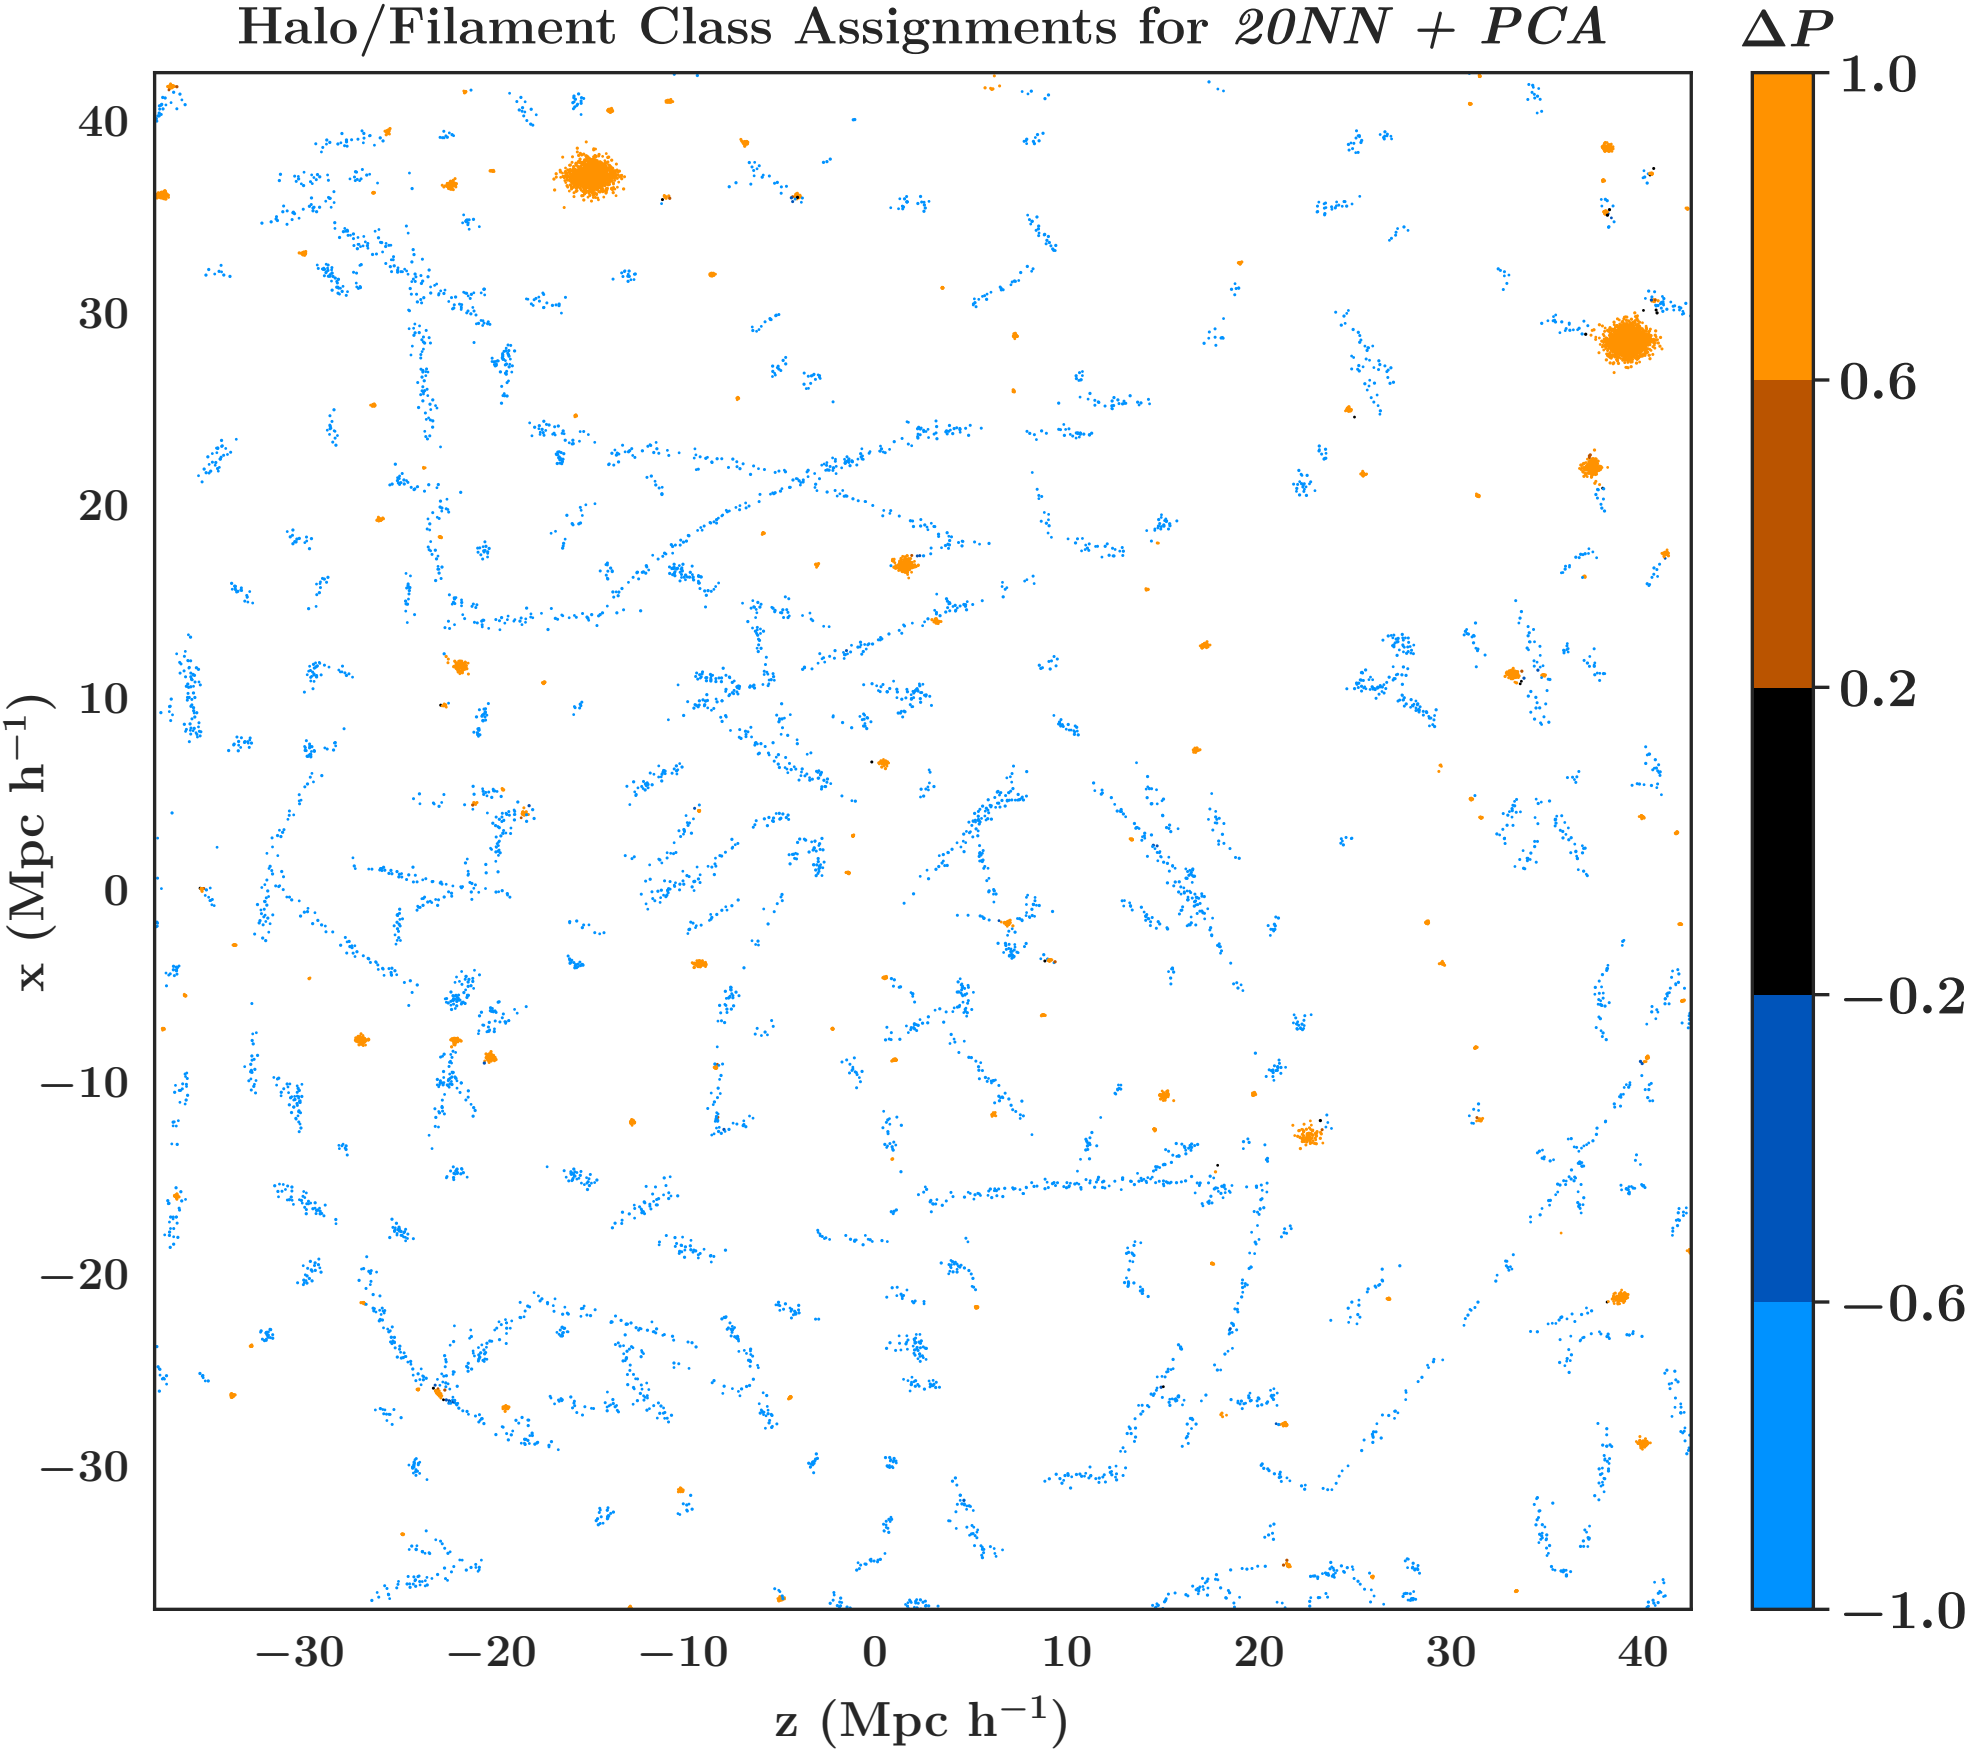 Halo/Filament Class Assignments for 20NN + PCA
ΔP
1.0
0.6
0.2
−0.2
−0.6
−1.0
x (Mpc h⁻¹)
40
30
20
10
0
−10
−20
−30
−30 −20 −10 0 10 20 30 40
z (Mpc h⁻¹)